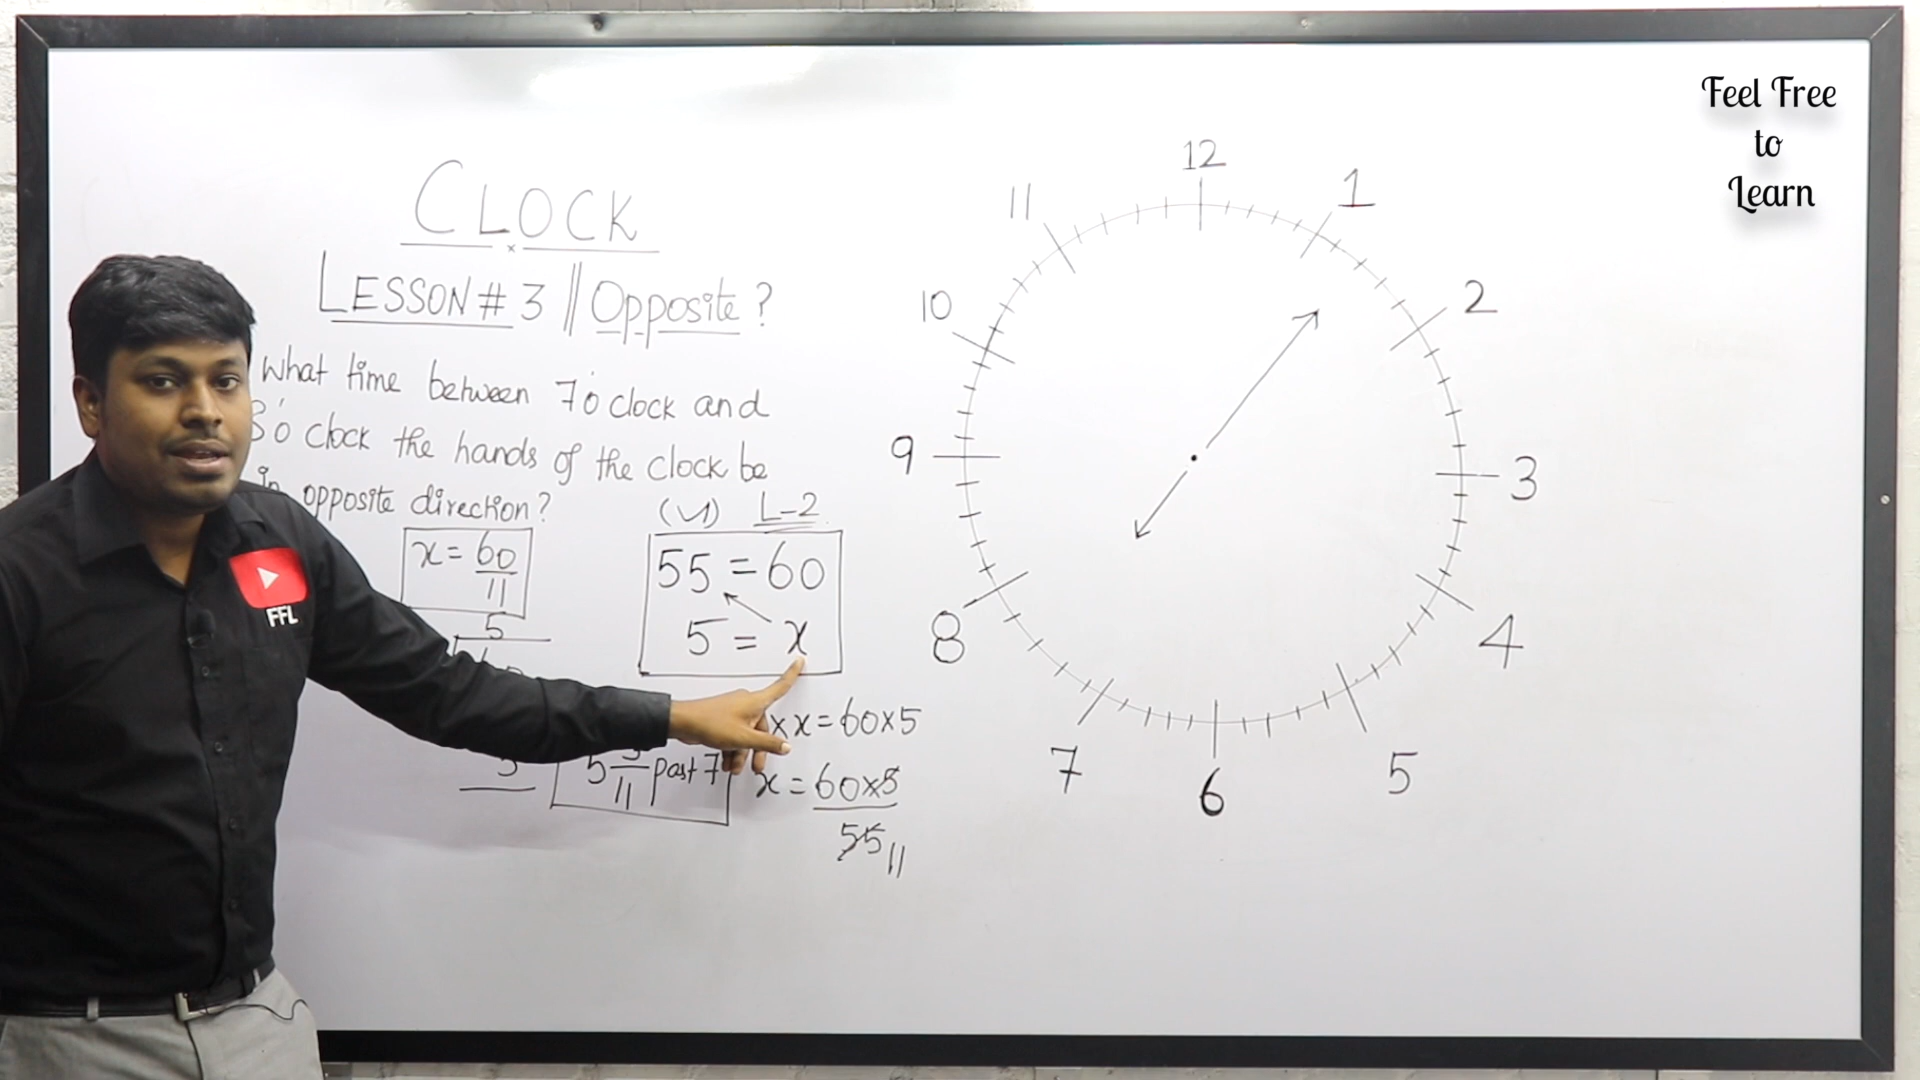 CLOCK
LESSON # 3 || Opposite ?
What time between 7 o'clock and
8 o'clock the hands of the clock be
in opposite direction?
(M) L-2
x = 60/11
55 = 60
5 = x
5
x x = 60 x 5
5 3/11 past 7
x = 60 x 5
55 11
12
1
2
3
4
5
6
7
8
9
10
11
Feel Free
to
Learn
FFL